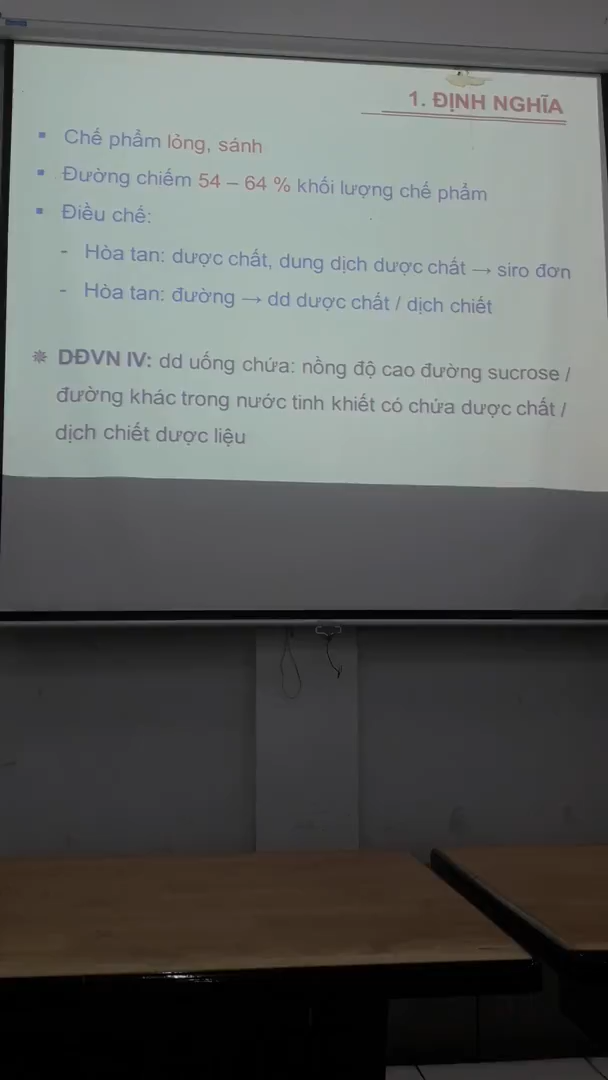 1. ĐỊNH NGHĨA
▪ Chế phẩm lỏng, sánh
▪ Đường chiếm 54 – 64 % khối lượng chế phẩm
▪ Điều chế:
- Hòa tan: dược chất, dung dịch dược chất → siro đơn
- Hòa tan: đường → dd dược chất / dịch chiết
❋ DĐVN IV: dd uống chứa: nồng độ cao đường sucrose /
đường khác trong nước tinh khiết có chứa dược chất /
dịch chiết dược liệu